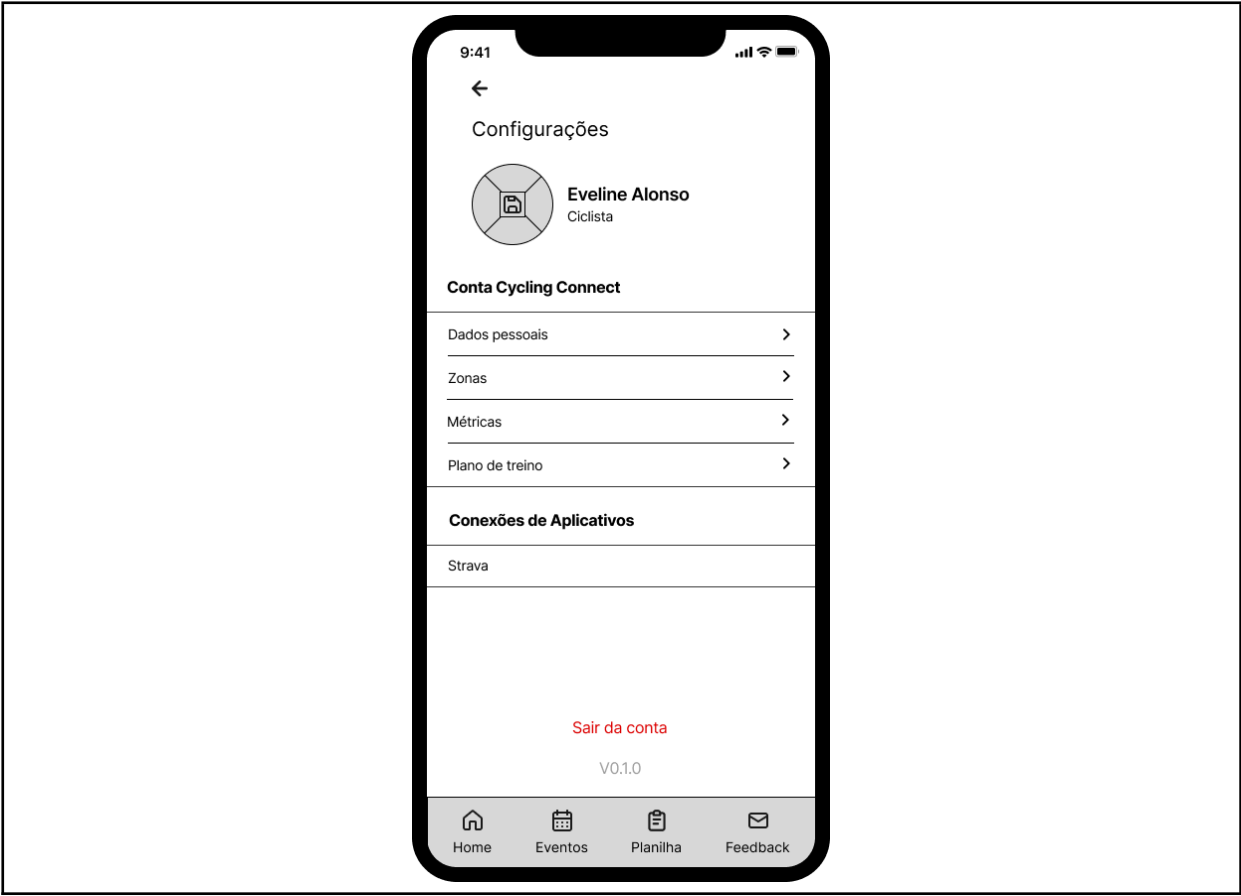 9:41
Configurações
Eveline Alonso
Ciclista
Conta Cycling Connect
Dados pessoais
Zonas
Métricas
Plano de treino
Conexões de Aplicativos
Strava
Sair da conta
V0.1.0
Home Eventos Planilha Feedback